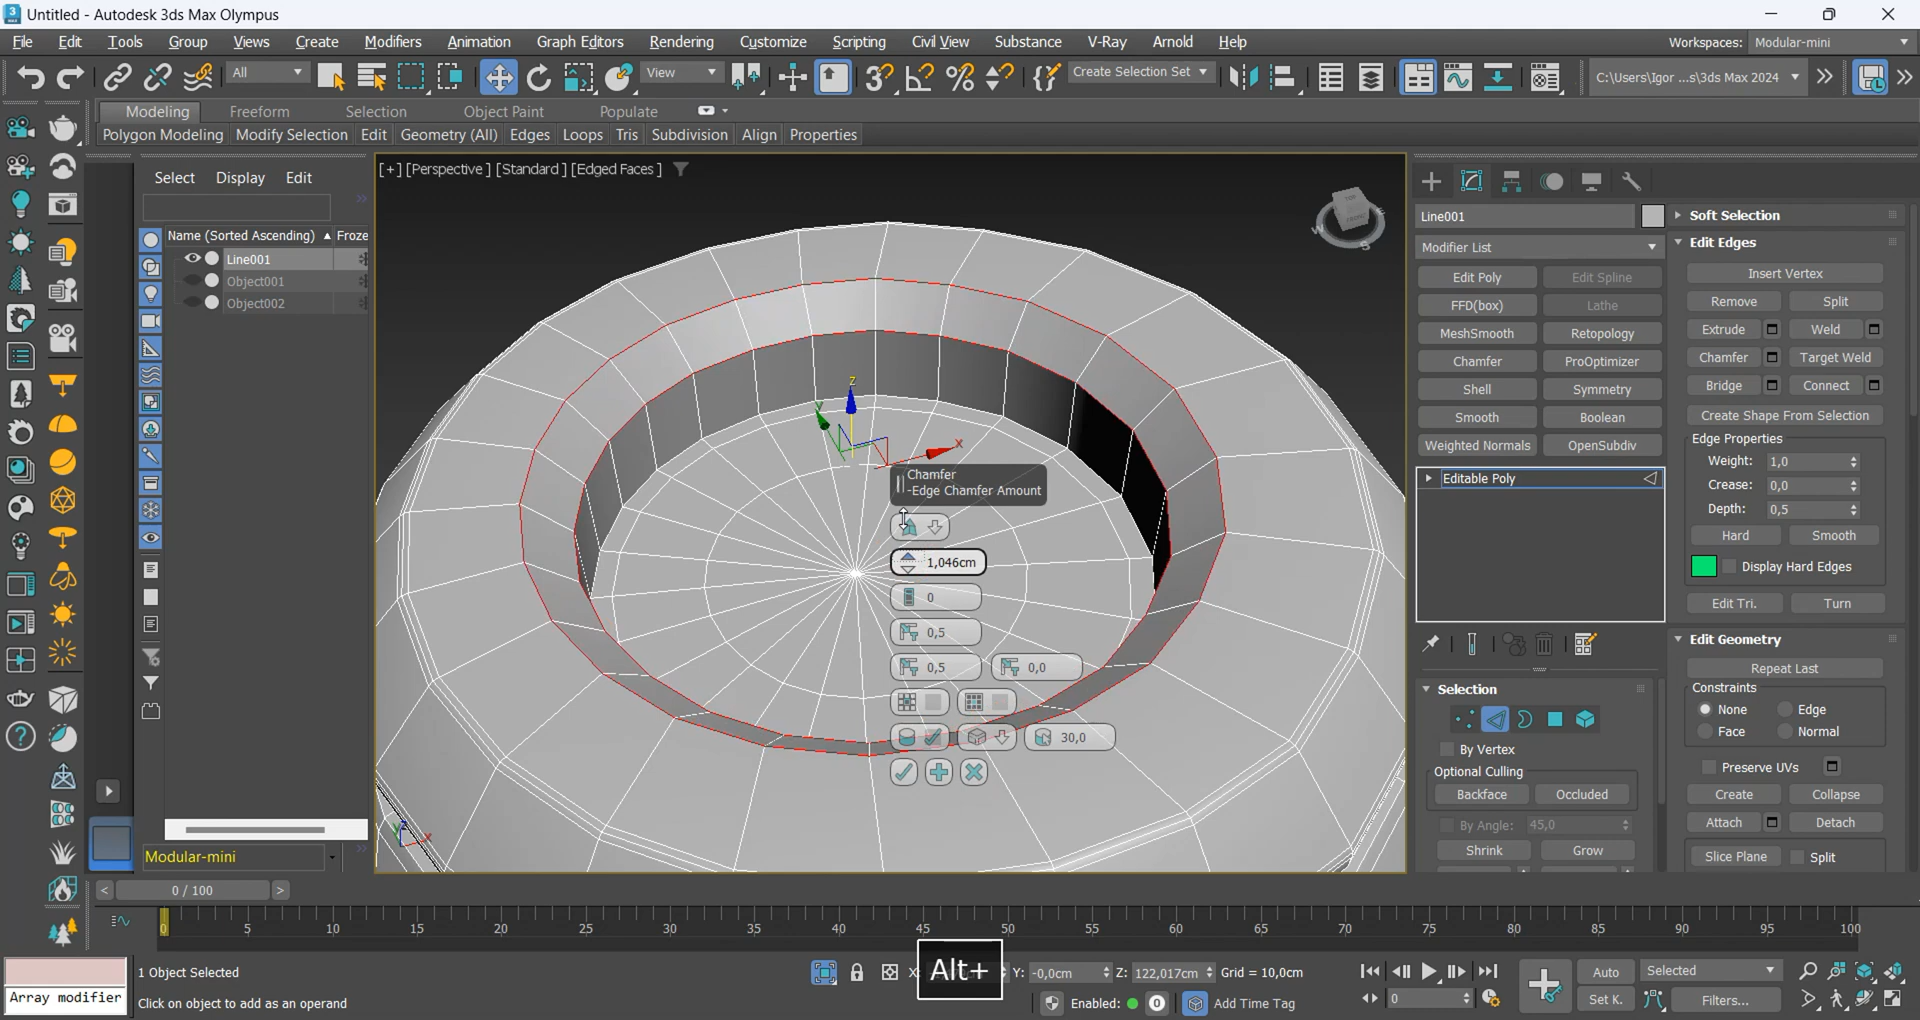 Untitled - Autodesk 3ds Max Olympus
File Edit Tools Group Views Create Modifiers Animation Graph Editors Rendering Customize Scripting Civil View Substance V-Ray Arnold Help Workspaces: Modular-mini
All View Create Selection Set C:\Users\Igor ...s\3ds Max 2024
Modeling Freeform Selection Object Paint Populate
Polygon Modeling Modify Selection Edit Geometry (All) Edges Loops Tris Subdivision Align Properties
Select Display Edit
Name (Sorted Ascending) Froze
Line001
Object001
Object002
Modular-mini
[+] [Perspective ] [Standard ] [Edged Faces ]
Chamfer
-Edge Chamfer Amount
1,046cm
0
0,5
0,5 0,0
30,0
Line001
Modifier List
Edit Poly Edit Spline
FFD(box) Lathe
MeshSmooth Retopology
Chamfer ProOptimizer
Shell Symmetry
Smooth Boolean
Weighted Normals OpenSubdiv
Editable Poly
Selection
By Vertex
Optional Culling
Backface Occluded
By Angle: 45,0
Shrink Grow
Soft Selection
Edit Edges
Insert Vertex
Remove Split
Extrude Weld
Chamfer Target Weld
Bridge Connect
Create Shape From Selection
Edge Properties
Weight: 1,0
Crease: 0,0
Depth: 0,5
Hard Smooth
Display Hard Edges
Edit Tri. Turn
Edit Geometry
Repeat Last
Constraints
None Edge
Face Normal
Preserve UVs
Create Collapse
Attach Detach
Slice Plane Split
0 / 100
0 5 10 15 20 25 30 35 40 45 50 55 60 65 70 75 80 85 90 95 100
Array modifier
1 Object Selected
Click on object to add as an operand
Alt+
X: Y: -0,0cm Z: 122,017cm Grid = 10,0cm
Enabled: 0 Add Time Tag
0
Auto Selected
Set K. Filters...